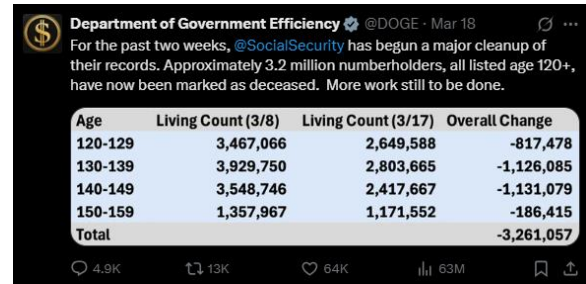 Department of Government Efficiency @DOGE · Mar 18
For the past two weeks, @SocialSecurity has begun a major cleanup of
their records. Approximately 3.2 million numberholders, all listed age 120+,
have now been marked as deceased. More work still to be done.
Age Living Count (3/8) Living Count (3/17) Overall Change
120-129 3,467,066 2,649,588 -817,478
130-139 3,929,750 2,803,665 -1,126,085
140-149 3,548,746 2,417,667 -1,131,079
150-159 1,357,967 1,171,552 -186,415
Total -3,261,057
4.9K 13K 64K 63M